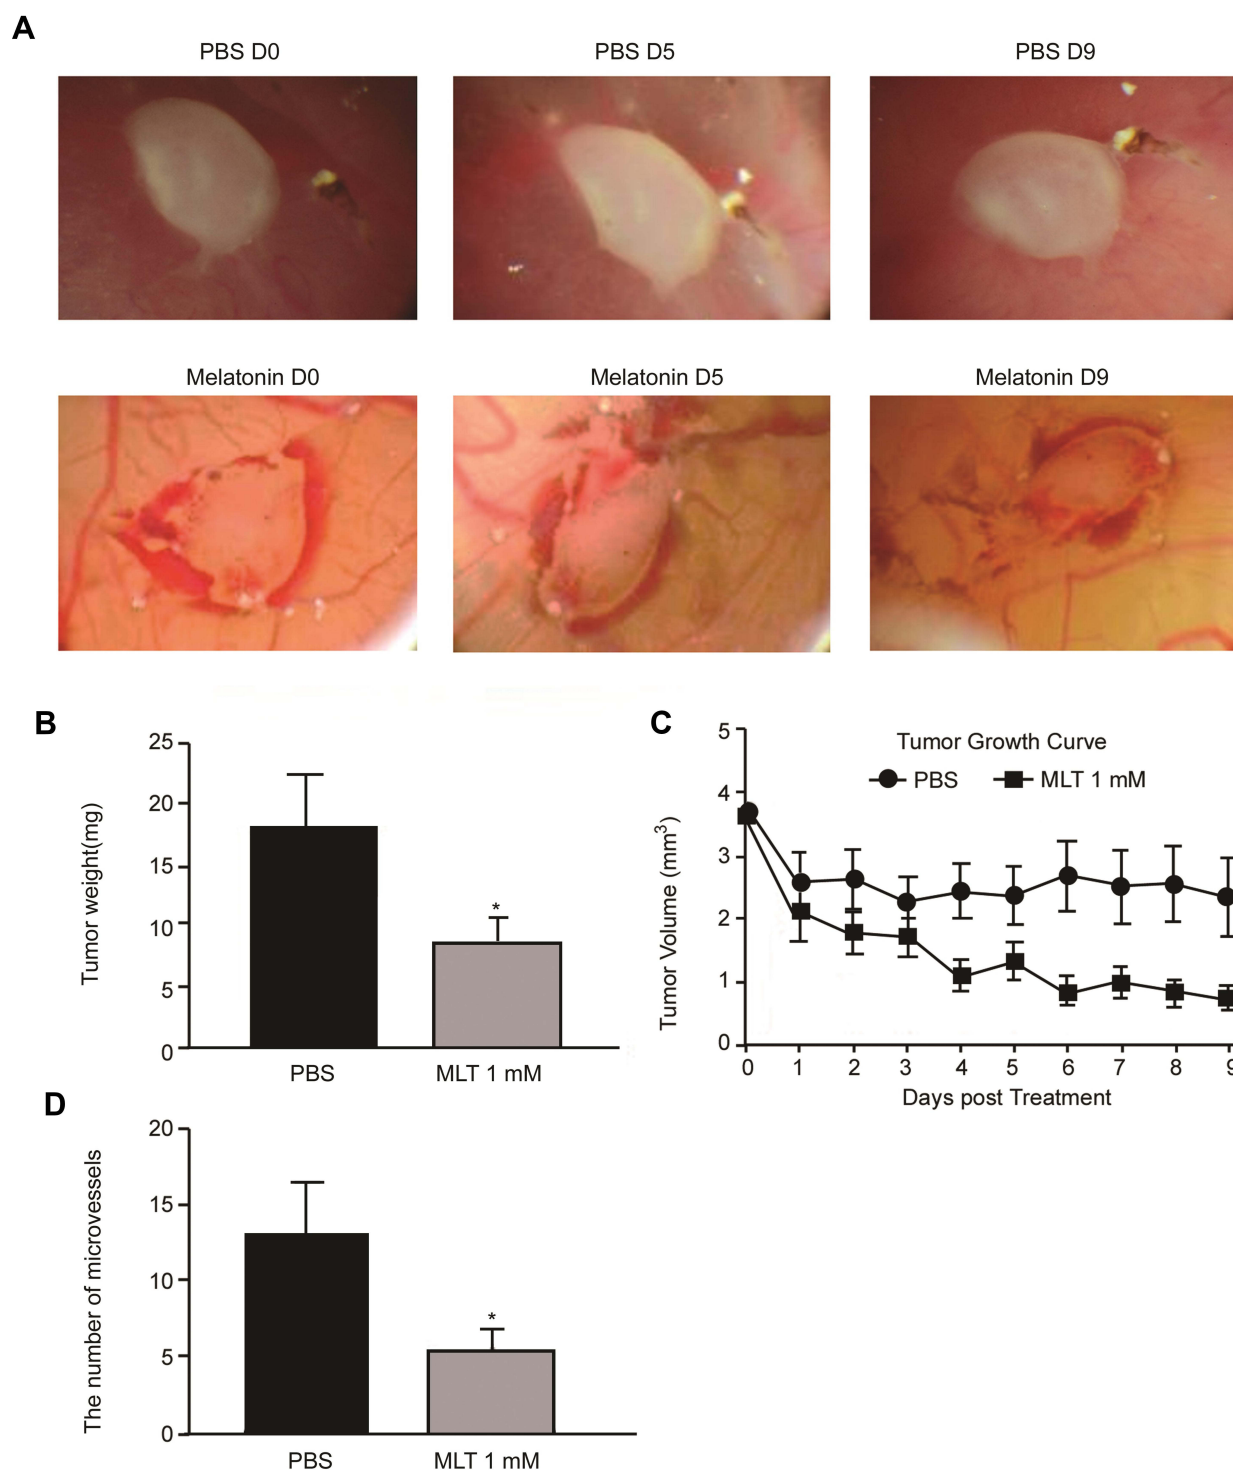 A
PBS D0
PBS D5
PBS D9
Melatonin D0
Melatonin D5
Melatonin D9
B
25
20
15
10
5
0
Tumor weight(mg)
*
PBS
MLT 1 mM
C
Tumor Growth Curve
PBS
MLT 1 mM
5
4
3
2
1
0
Tumor Volume (mm³)
0 1 2 3 4 5 6 7 8 9
Days post Treatment
D
20
15
10
5
0
The number of microvessels
*
PBS
MLT 1 mM